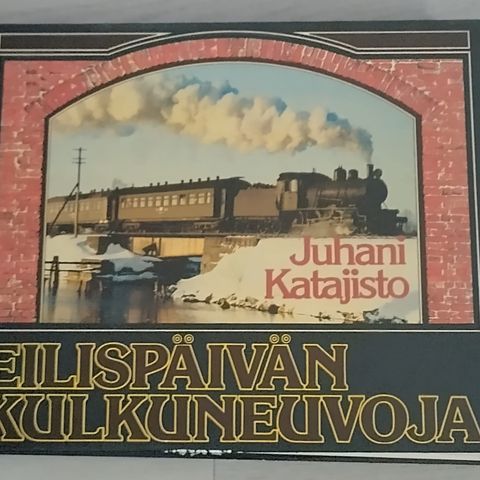 Juhani
Katajisto
EILISPÄIVÄN
KULKUNEUVOJA